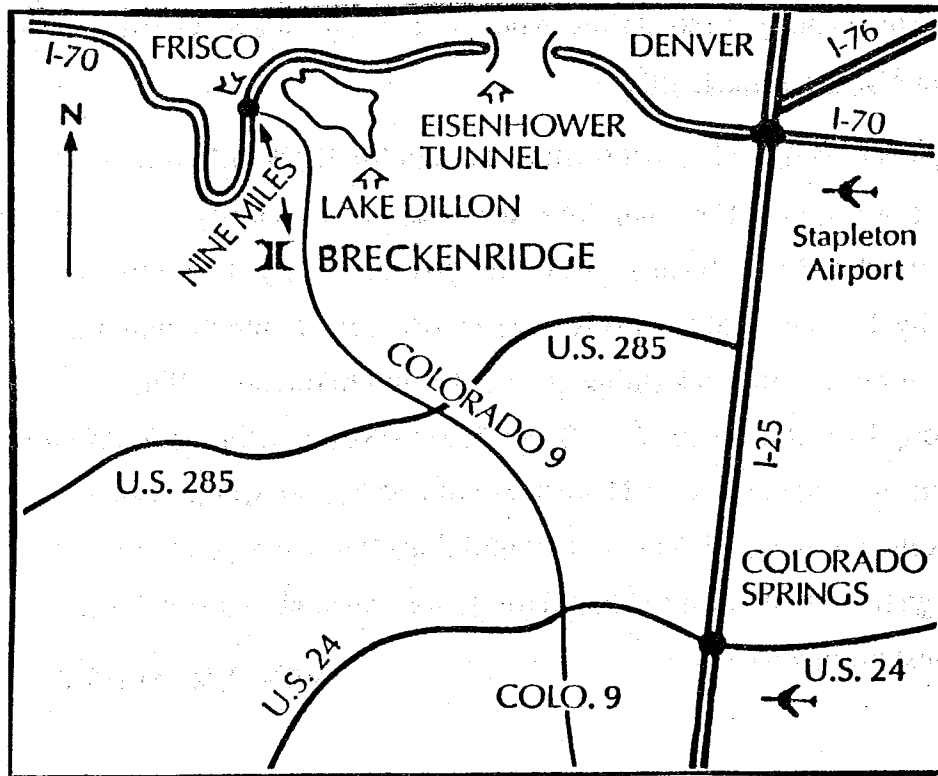 I-70
FRISCO
DENVER
I-76
N
EISENHOWER
TUNNEL
I-70
NINE MILES
LAKE DILLON
BRECKENRIDGE
Stapleton
Airport
U.S. 285
COLORADO 9
U.S. 285
I-25
COLORADO
SPRINGS
U.S. 24
COLO. 9
U.S. 24